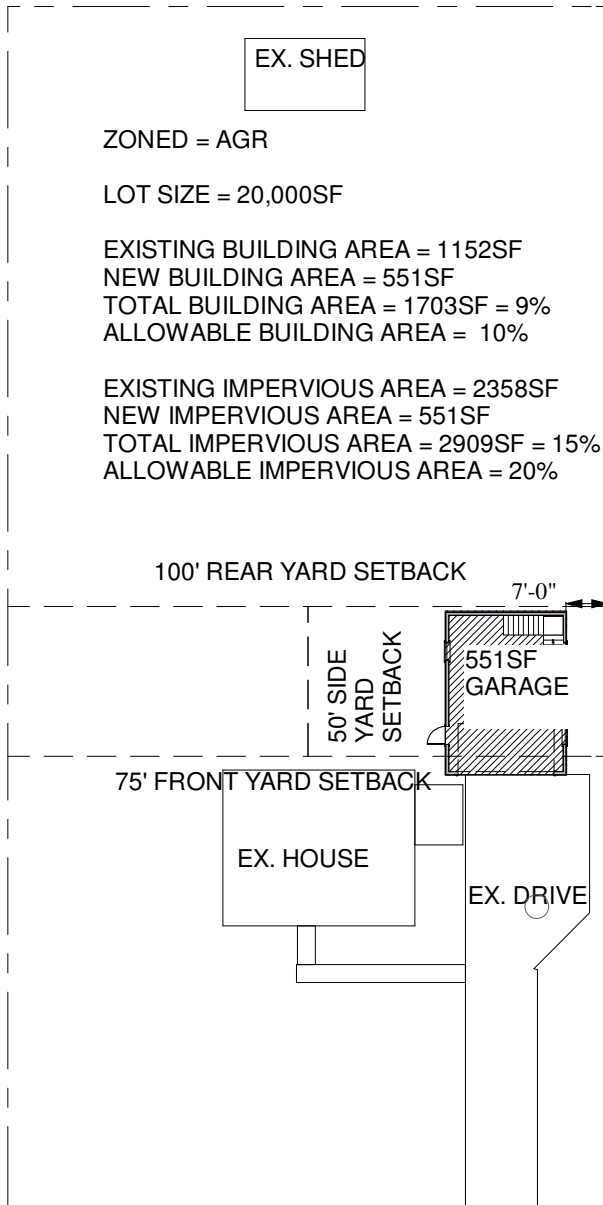 EX. SHED
ZONED = AGR
LOT SIZE = 20,000SF
EXISTING BUILDING AREA = 1152SF
NEW BUILDING AREA = 551SF
TOTAL BUILDING AREA = 1703SF = 9%
ALLOWABLE BUILDING AREA = 10%
EXISTING IMPERVIOUS AREA = 2358SF
NEW IMPERVIOUS AREA = 551SF
TOTAL IMPERVIOUS AREA = 2909SF = 15%
ALLOWABLE IMPERVIOUS AREA = 20%
100' REAR YARD SETBACK
7'-0"
50' SIDE
YARD
SETBACK
551SF
GARAGE
75' FRONT YARD SETBACK
EX. HOUSE
EX. DRIVE